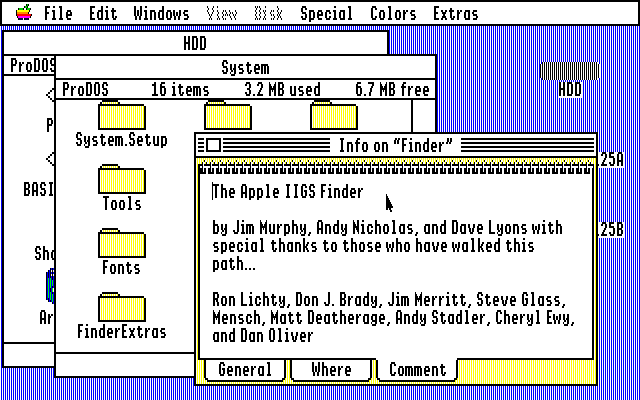 File Edit Windows View Disk Special Colors Extras
HDD
ProDOS
System
ProDOS 16 items 3.2 MB used 6.7 MB free
HDD
System.Setup
Tools
Fonts
FinderExtras
Info on “Finder”
The Apple IIGS Finder
by Jim Murphy, Andy Nicholas, and Dave Lyons with
special thanks to those who have walked this
path...
Ron Lichty, Don J. Brady, Jim Merritt, Steve Glass,
Mensch, Matt Deatherage, Andy Stadler, Cheryl Ewy,
and Dan Oliver
General Where Comment
P
BASI
Sho
Ar
.25A
.25B